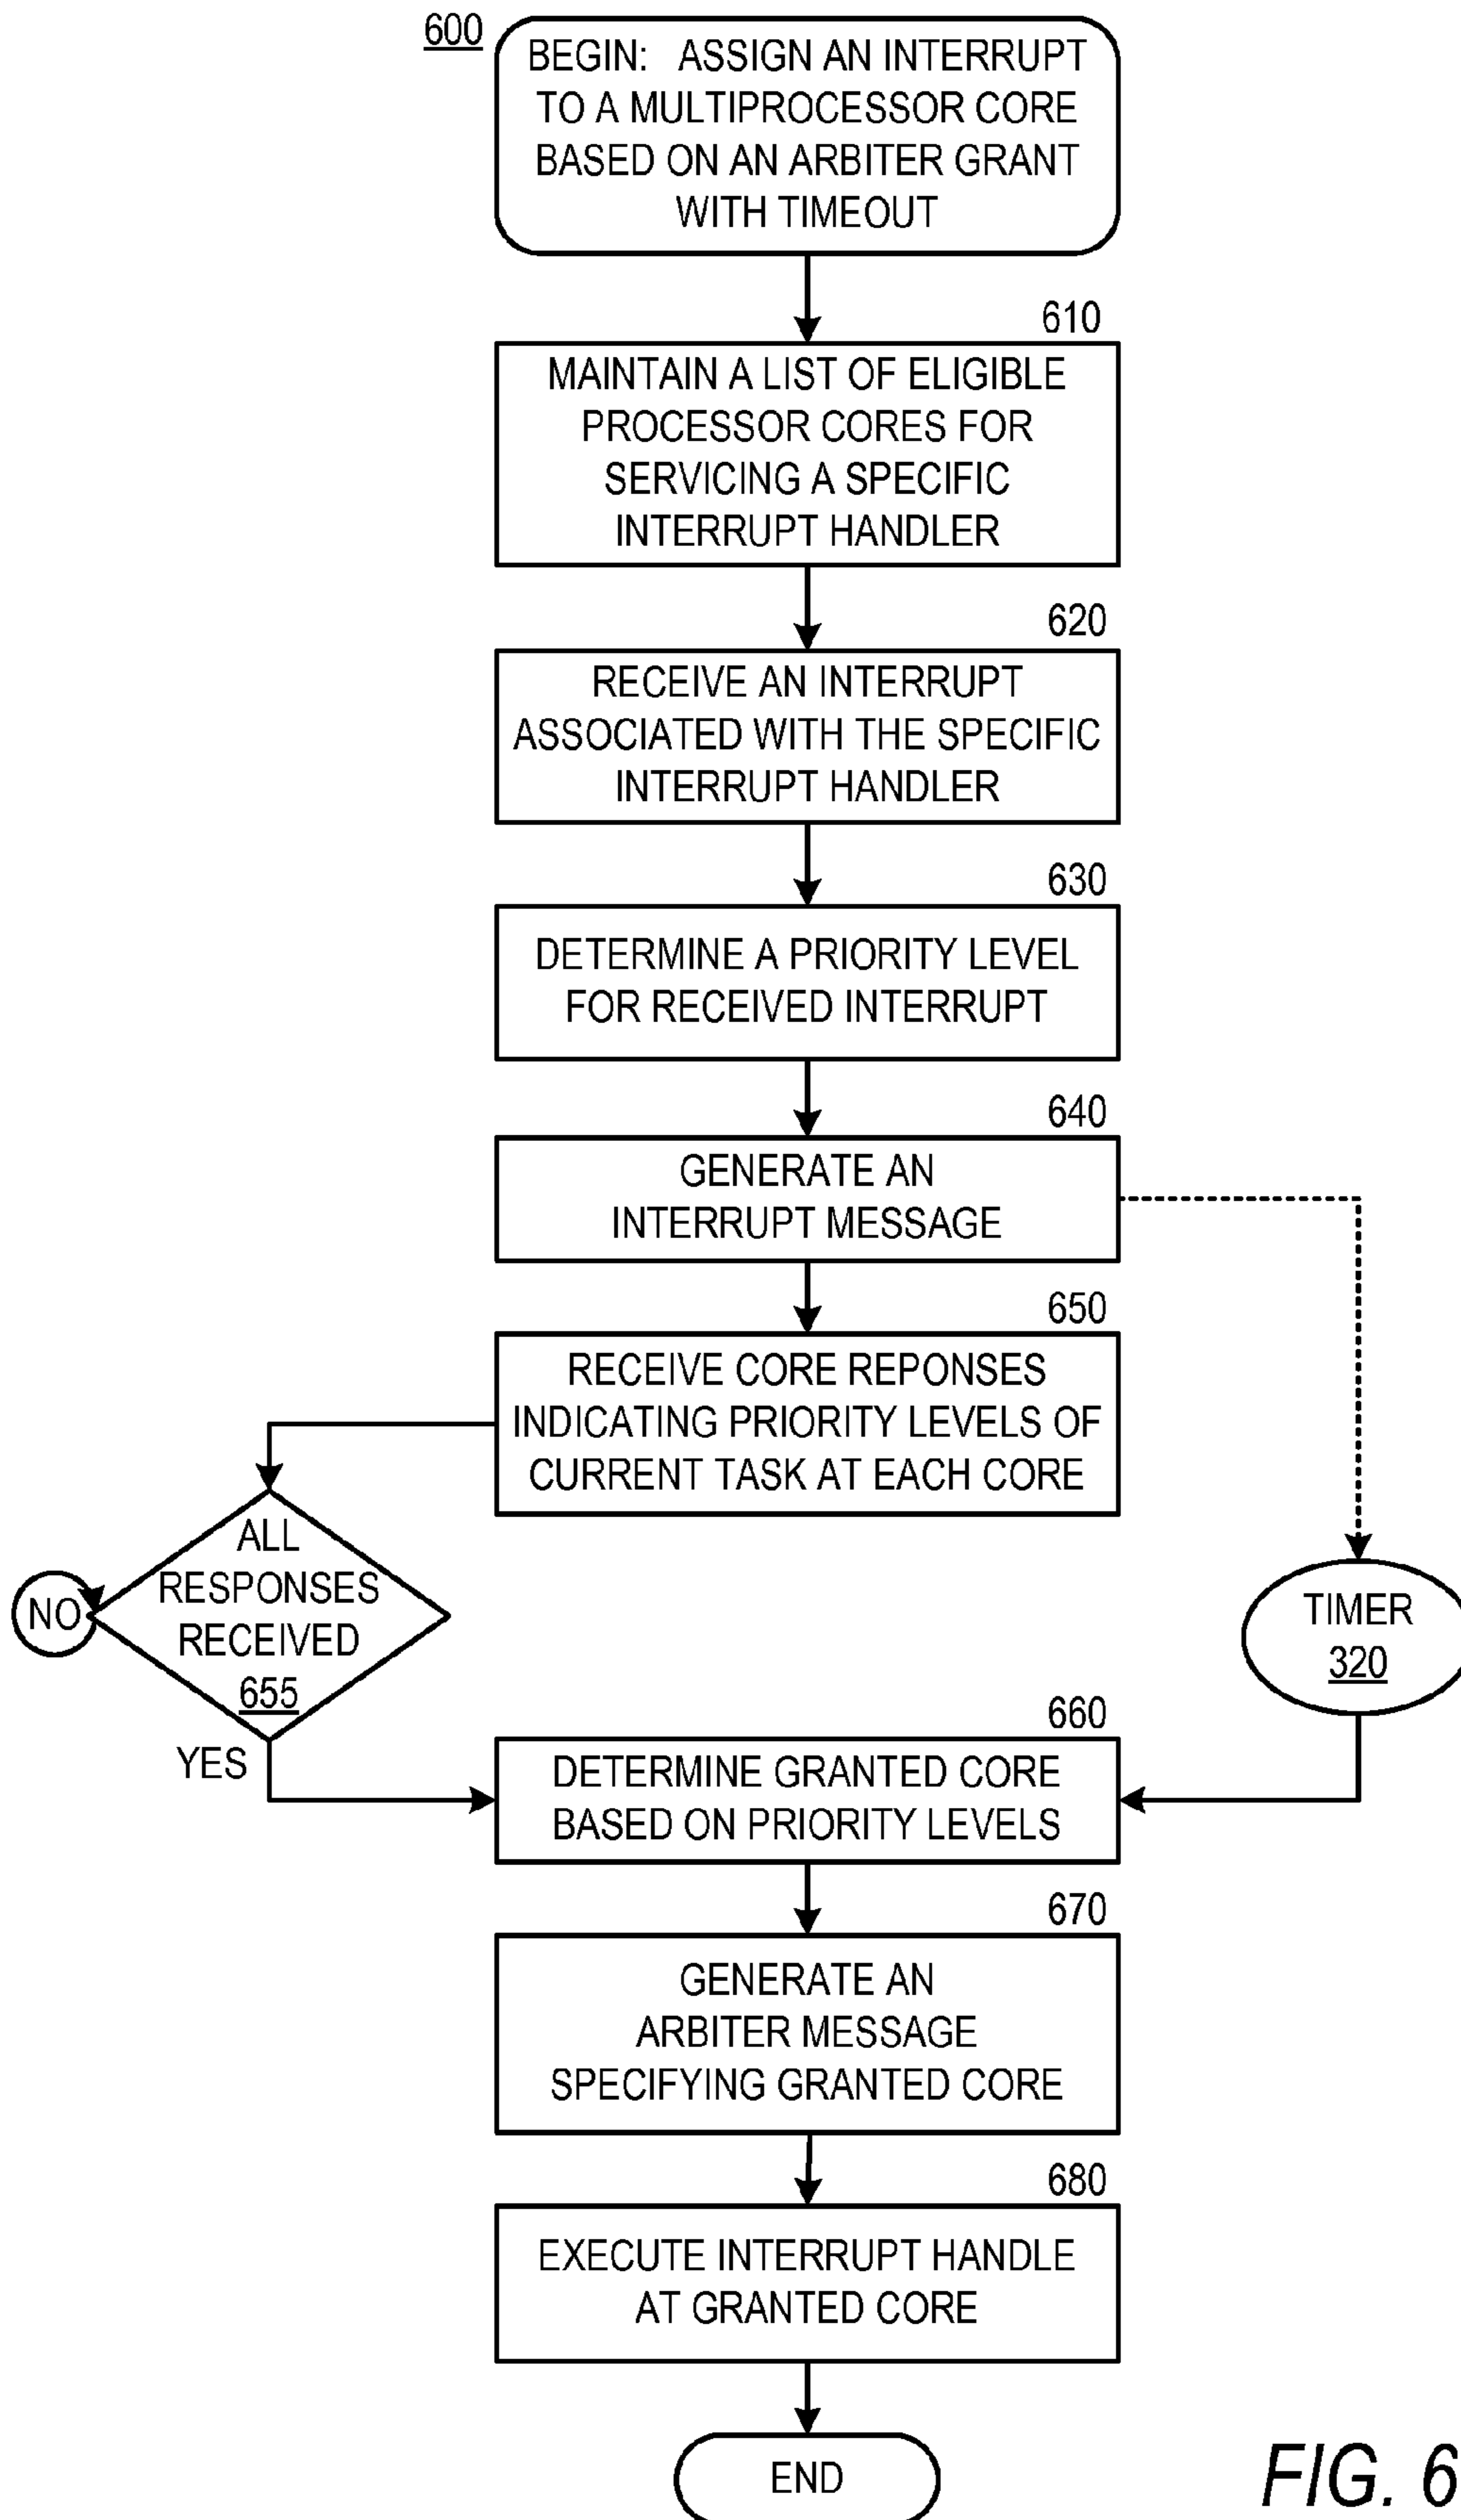 600
BEGIN: ASSIGN AN INTERRUPT
TO A MULTIPROCESSOR CORE
BASED ON AN ARBITER GRANT
WITH TIMEOUT
610
MAINTAIN A LIST OF ELIGIBLE
PROCESSOR CORES FOR
SERVICING A SPECIFIC
INTERRUPT HANDLER
620
RECEIVE AN INTERRUPT
ASSOCIATED WITH THE SPECIFIC
INTERRUPT HANDLER
630
DETERMINE A PRIORITY LEVEL
FOR RECEIVED INTERRUPT
640
GENERATE AN
INTERRUPT MESSAGE
650
RECEIVE CORE REPONSES
INDICATING PRIORITY LEVELS OF
CURRENT TASK AT EACH CORE
ALL
RESPONSES
RECEIVED
655
NO
YES
TIMER
320
660
DETERMINE GRANTED CORE
BASED ON PRIORITY LEVELS
670
GENERATE AN
ARBITER MESSAGE
SPECIFYING GRANTED CORE
680
EXECUTE INTERRUPT HANDLE
AT GRANTED CORE
END
FIG. 6